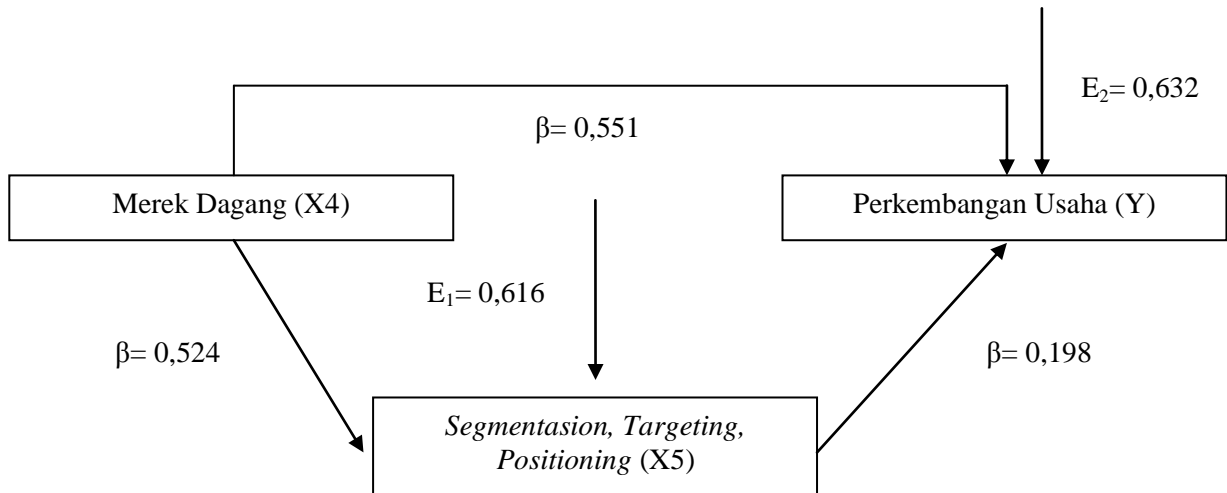 E₂= 0,632
β= 0,551
Merek Dagang (X4)
Perkembangan Usaha (Y)
E₁= 0,616
β= 0,524
β= 0,198
Segmentasion, Targeting,
Positioning (X5)